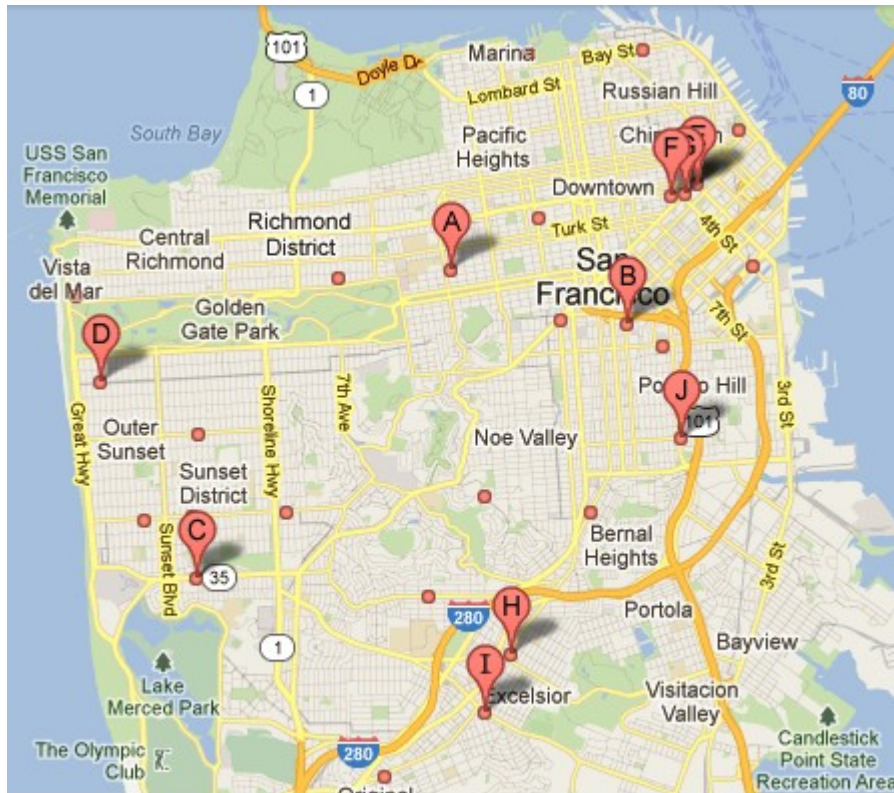 101
Doyle D
Marina
Bay St
Lombard St
1
Russian Hill
80
South Bay
Pacific
Heights
USS San
Francisco
Memorial
F
G
E
Downtown
A
Richmond
District
Turk St
4th St
Central
Richmond
San
Francisco
B
Vista
del Mar
Golden
Gate Park
7th St
D
7th Ave
Great Hwy
Shoreline Hwy
Hill
J
101
3rd St
Outer
Sunset
Noe Valley
Sunset
District
C
Sunset Blvd
35
Bernal
Heights
3rd St
H
280
Portola
1
Bayview
I
Excelsior
Lake
Merced Park
Visitacion
Valley
The Olympic
Club
280
Candlestick
Point State
Recreation Area